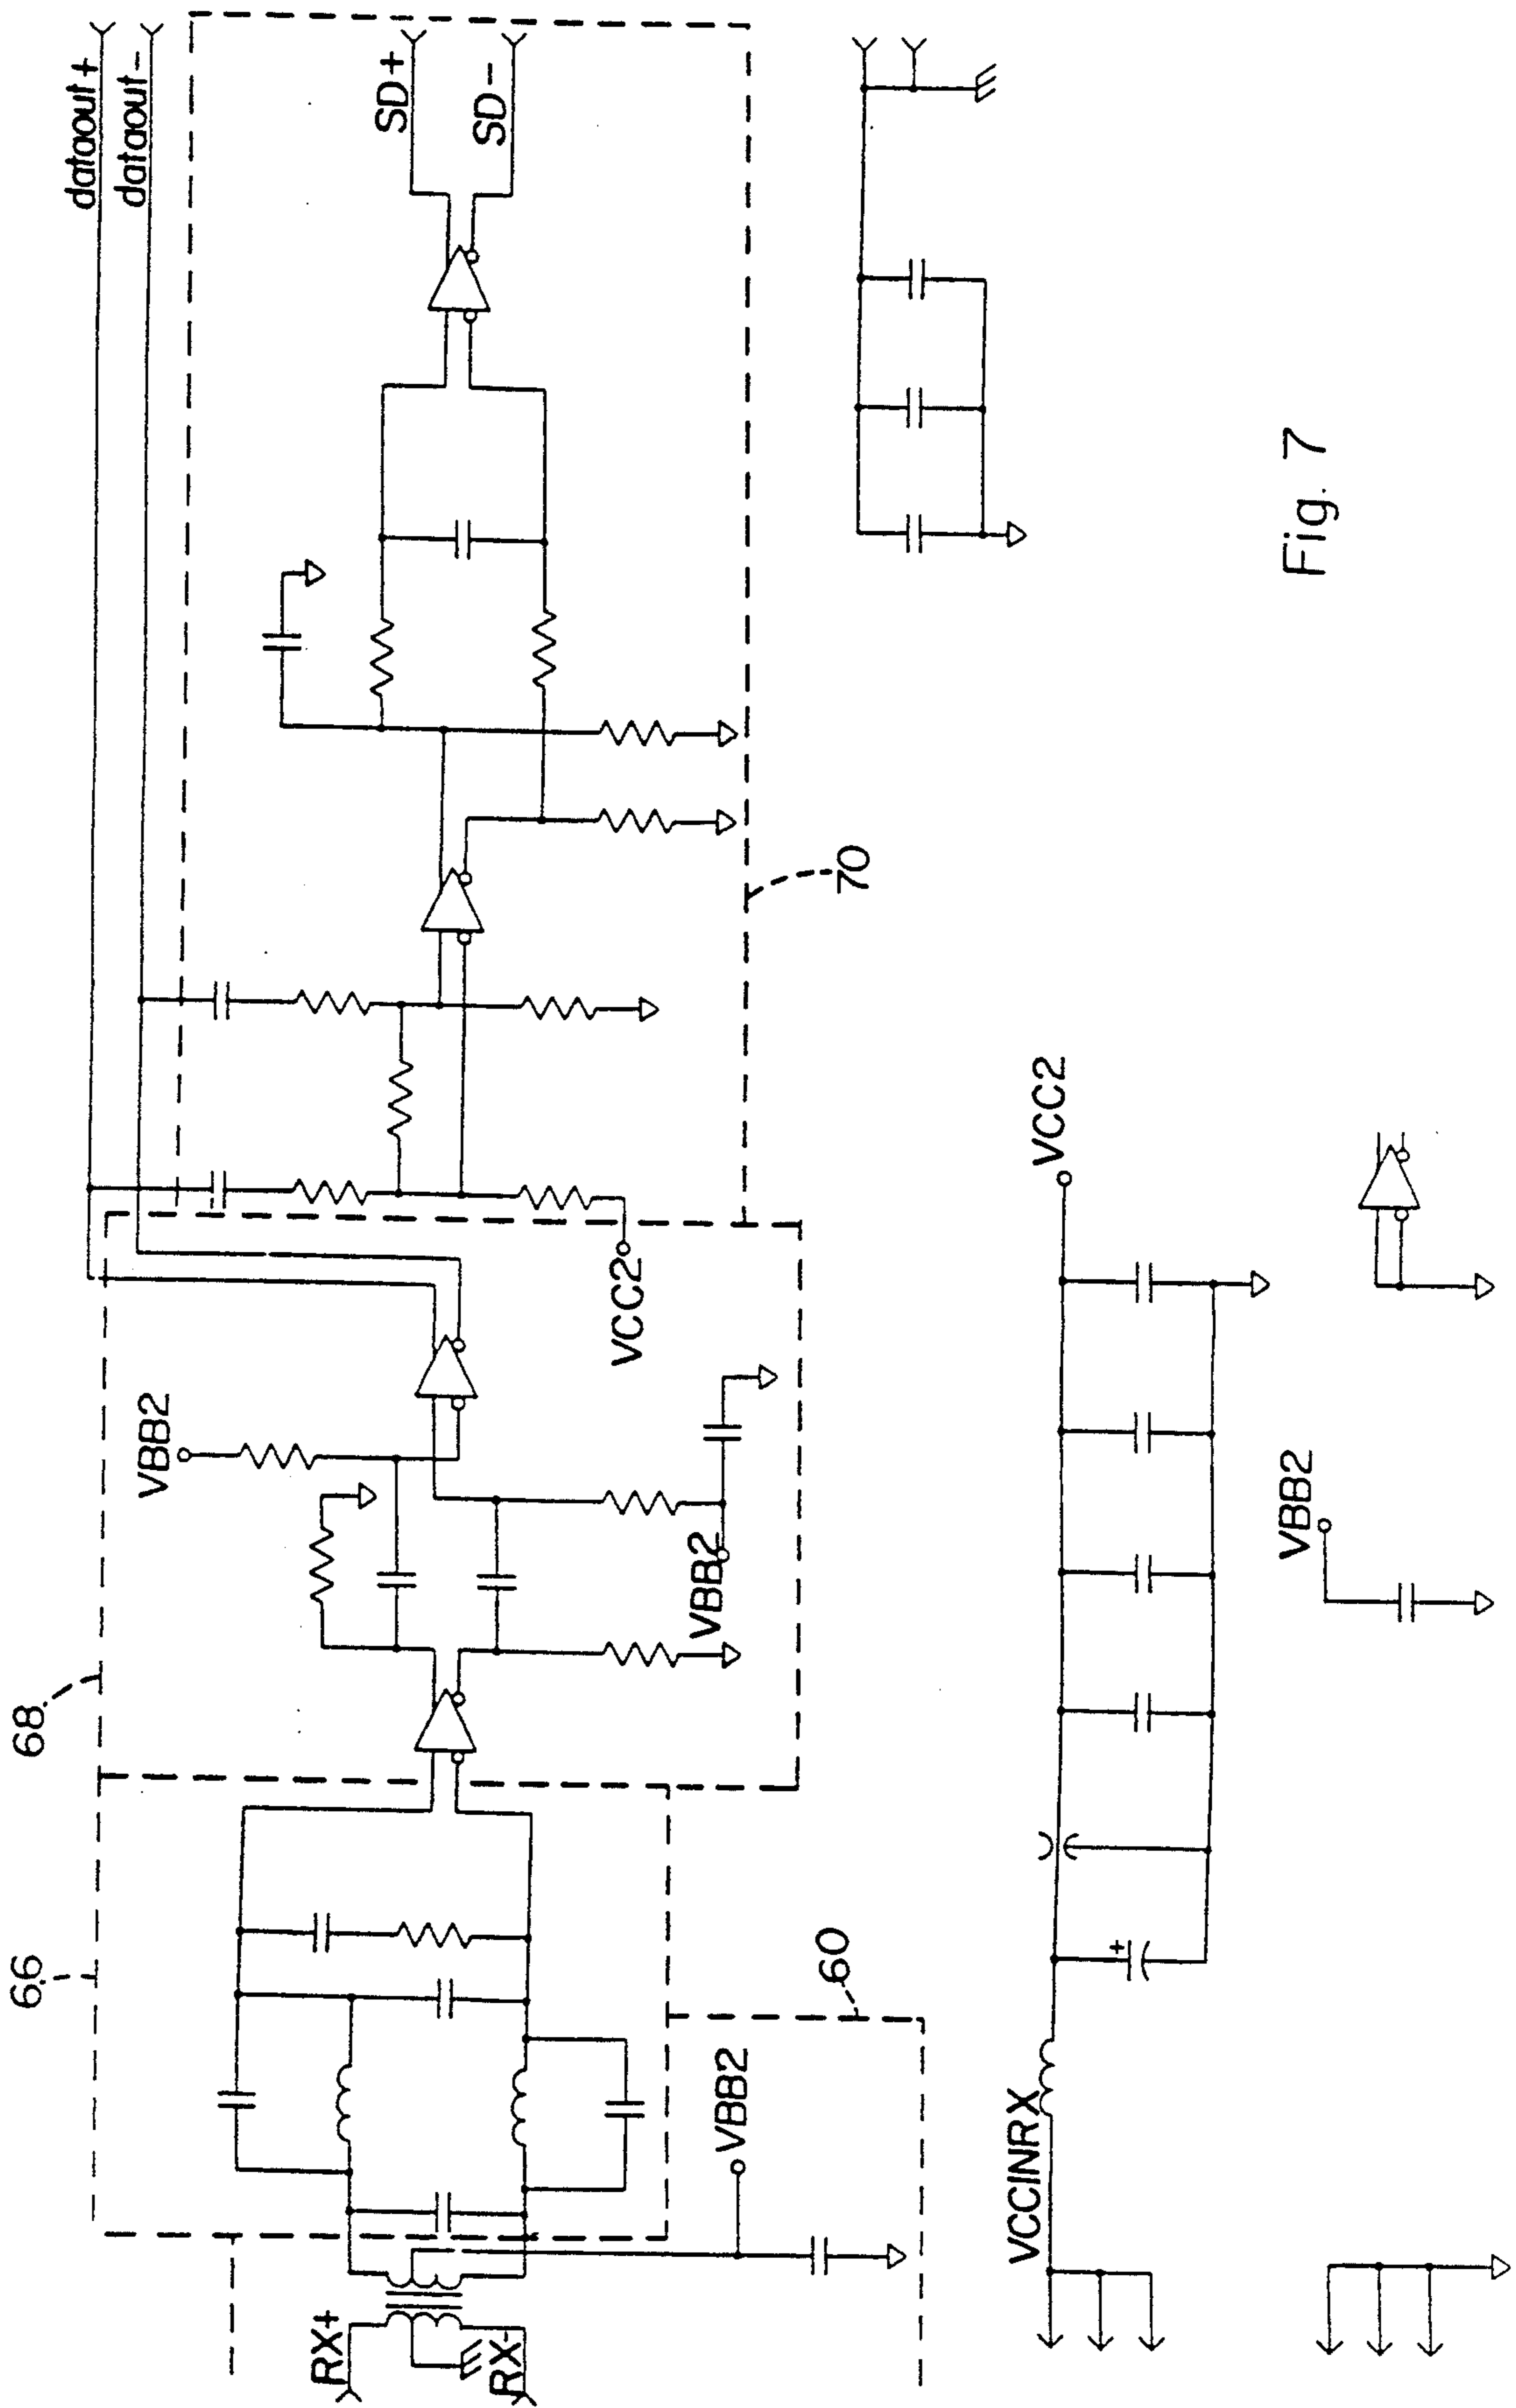 dataout+
dataout-
SD+
SD-
70
VBB2
VCC2
VBB2
68
66
60
VBB2
RX+
RX-
VCCINRX
VCC2
VBB2
+
Fig. 7